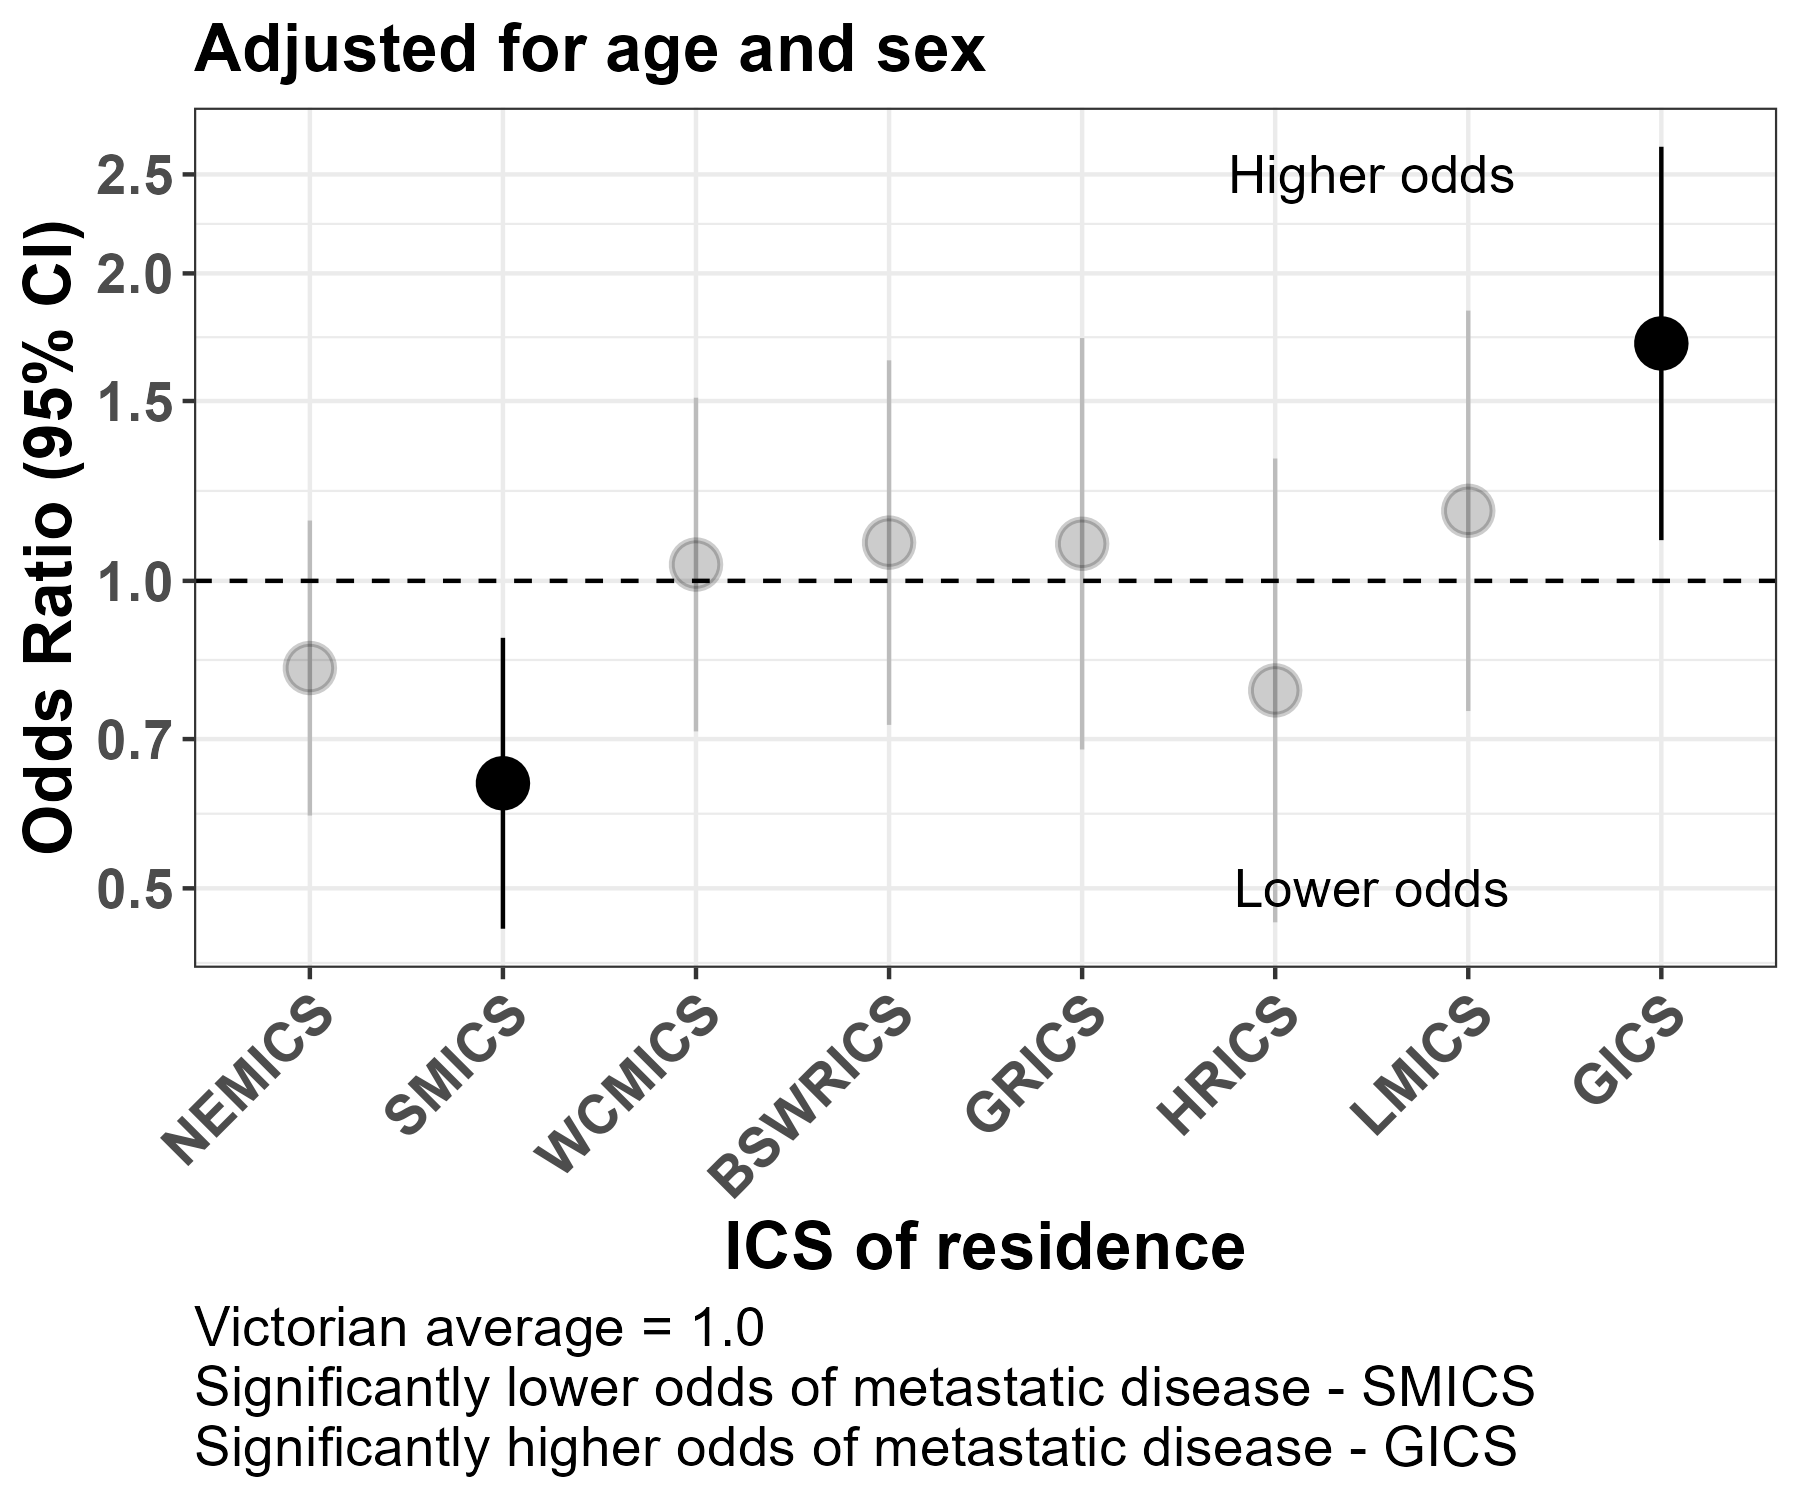 Adjusted for age and sex
Odds Ratio (95% CI)
2.5
2.0
1.5
1.0
0.7
0.5
Higher odds
Lower odds
NEMICS
SMICS
WCMICS
BSWRICS
GRICS
HRICS
LMICS
GICS
ICS of residence
Victorian average = 1.0
Significantly lower odds of metastatic disease - SMICS
Significantly higher odds of metastatic disease - GICS